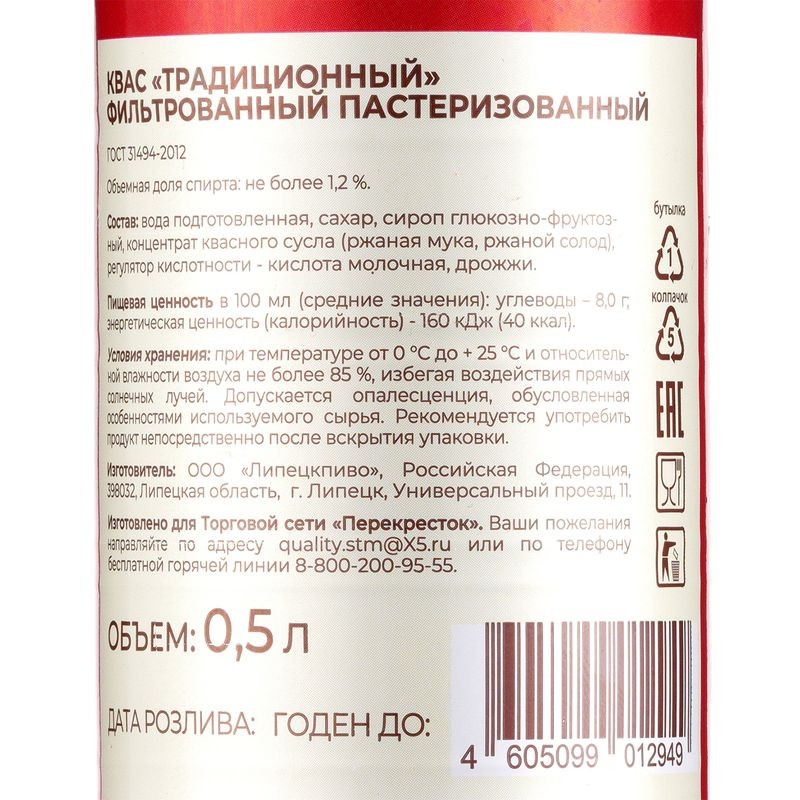 КВАС «ТРАДИЦИОННЫЙ»
ФИЛЬТРОВАННЫЙ ПАСТЕРИЗОВАННЫЙ
ГОСТ 31494-2012
Объемная доля спирта: не более 1,2 %.
Состав: вода подготовленная, сахар, сироп глюкозно-фруктоз-
ный, концентрат квасного сусла (ржаная мука, ржаной солод),
регулятор кислотности - кислота молочная, дрожжи.
Пищевая ценность в 100 мл (средние значения): углеводы – 8,0 г;
энергетическая ценность (калорийность) - 160 кДж (40 ккал).
Условия хранения: при температуре от 0 °С до + 25 °С и относитель-
ной влажности воздуха не более 85 %, избегая воздействия прямых
солнечных лучей. Допускается опалесценция, обусловленная
особенностями используемого сырья. Рекомендуется употребить
продукт непосредственно после вскрытия упаковки.
Изготовитель: ООО «Липецкпиво», Российская Федерация,
398032, Липецкая область, г. Липецк, Универсальный проезд, 11.
Изготовлено для Торговой сети «Перекресток». Ваши пожелания
направляйте по адресу quality.stm@X5.ru или по телефону
бесплатной горячей линии 8-800-200-95-55.
бутылка
1
колпачок
5
EAC
ОБЪЕМ: 0,5 л
ДАТА РОЗЛИВА: ГОДЕН ДО:
4 605099 012949